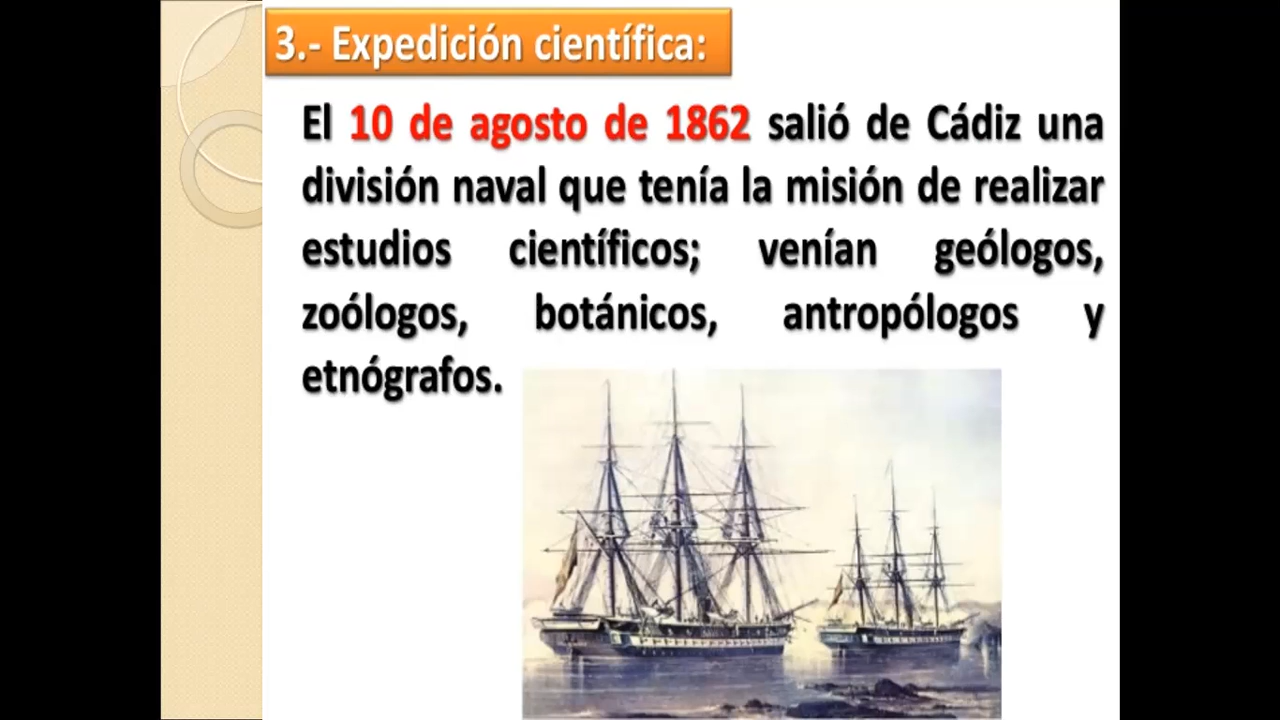 3.- Expedición científica:
El 10 de agosto de 1862 salió de Cádiz una
división naval que tenía la misión de realizar
estudios científicos; venían geólogos,
zoólogos, botánicos, antropólogos y
etnógrafos.